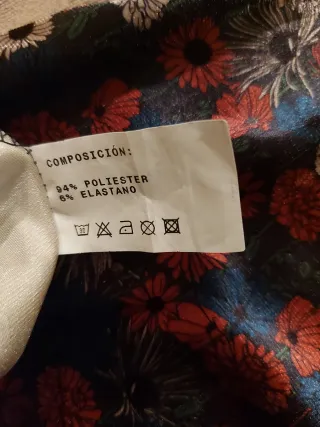 COMPOSICIÓN:
94% POLIESTER
6% ELASTANO